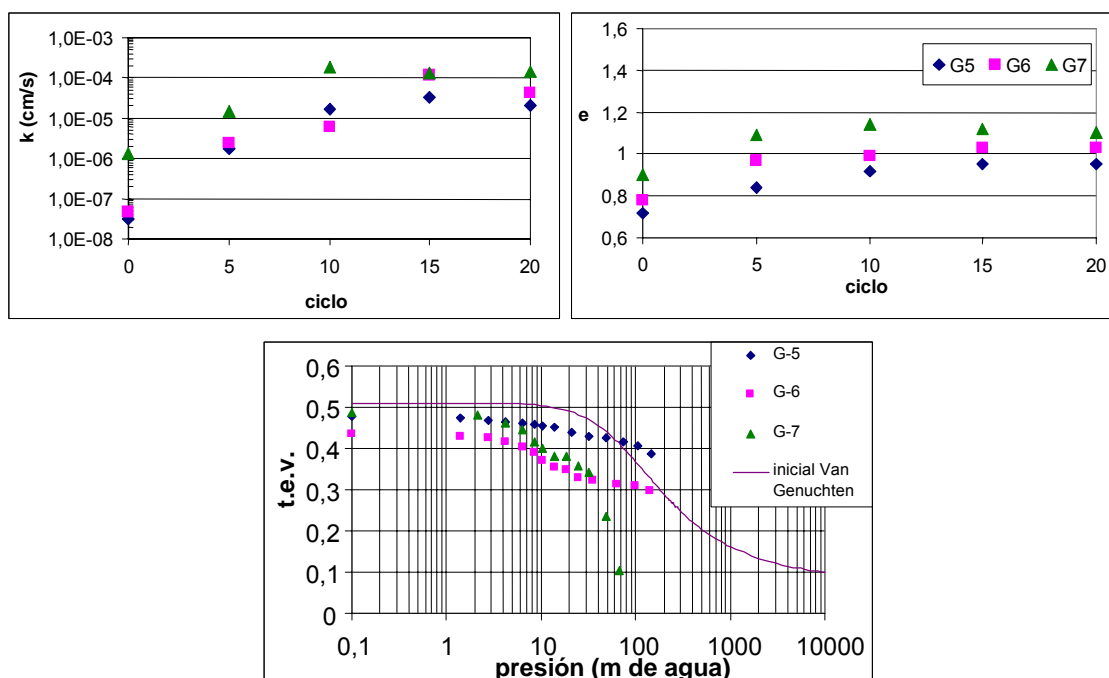 1,0E-03
1,0E-04
1,0E-05
1,0E-06
1,0E-07
1,0E-08
k (cm/s)
0 5 10 15 20
ciclo
1,6
1,4
1,2
1
0,8
0,6
e
G5 G6 G7
0 5 10 15 20
ciclo
0,6
0,5
0,4
0,3
0,2
0,1
0
t.e.v.
0,1 1 10 100 1000 10000
presión (m de agua)
G-5
G-6
G-7
inicial Van
Genuchten